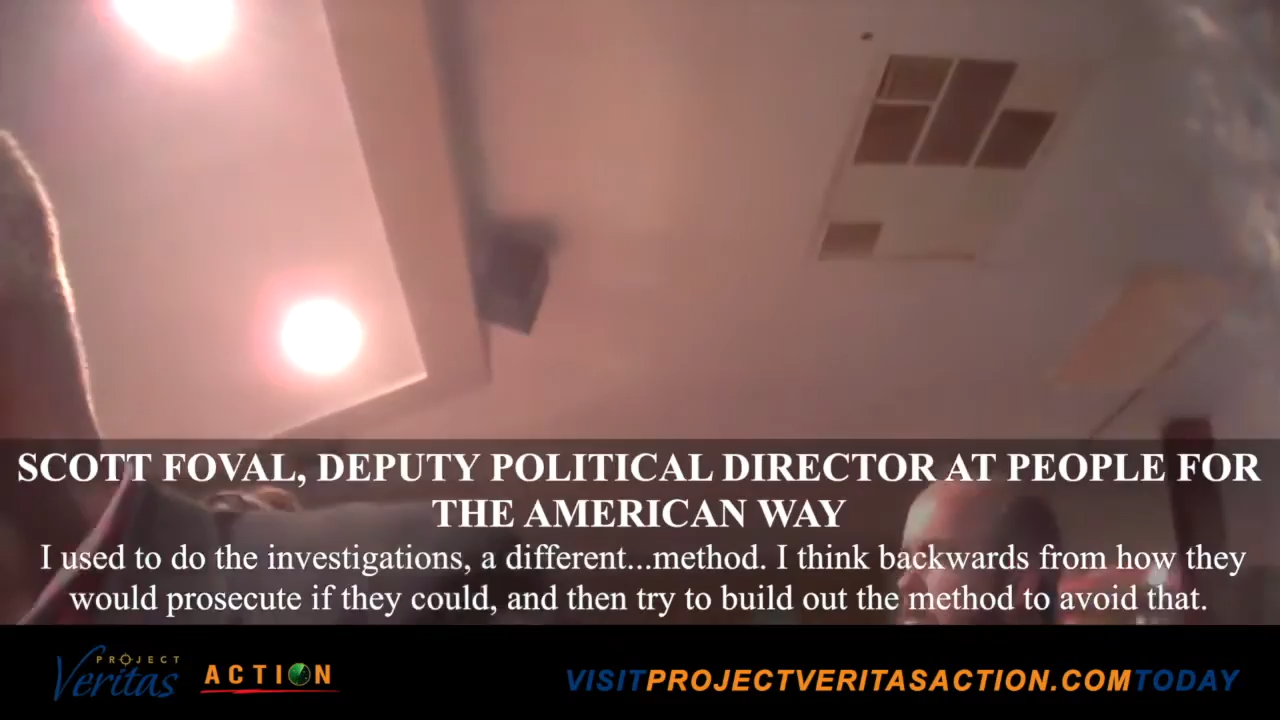 SCOTT FOVAL, DEPUTY POLITICAL DIRECTOR AT PEOPLE FOR
THE AMERICAN WAY
I used to do the investigations, a different...method. I think backwards from how they
would prosecute if they could, and then try to build out the method to avoid that.
PROJECT
Veritas ACTION
VISITPROJECTVERITASACTION.COMTODAY